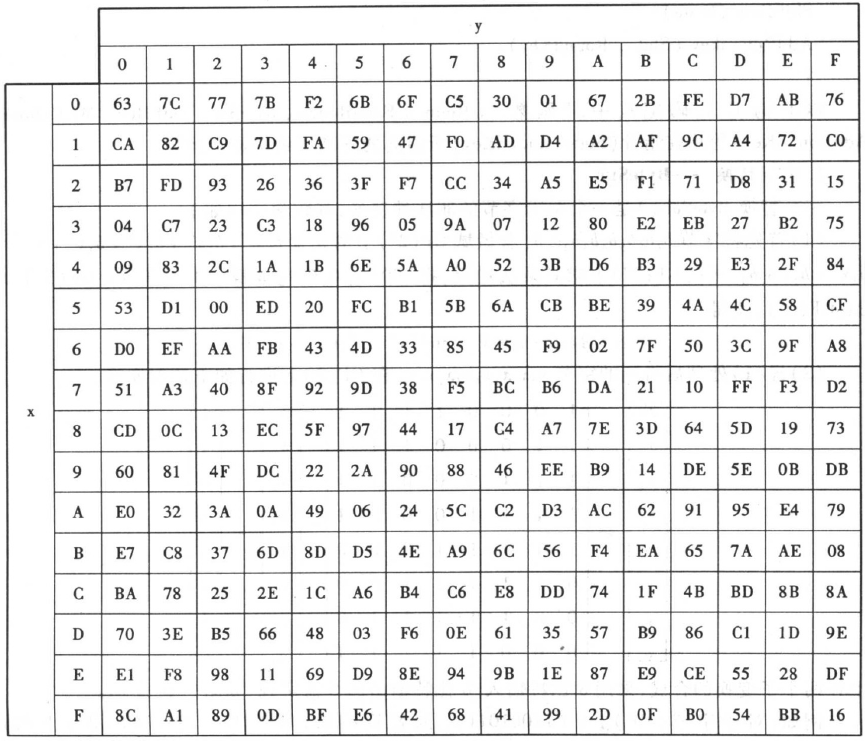 y
0 1 2 3 4 5 6 7 8 9 A B C D E F
0 63 7C 77 7B F2 6B 6F C5 30 01 67 2B FE D7 AB 76
1 CA 82 C9 7D FA 59 47 F0 AD D4 A2 AF 9C A4 72 C0
2 B7 FD 93 26 36 3F F7 CC 34 A5 E5 F1 71 D8 31 15
3 04 C7 23 C3 18 96 05 9A 07 12 80 E2 EB 27 B2 75
4 09 83 2C 1A 1B 6E 5A A0 52 3B D6 B3 29 E3 2F 84
5 53 D1 00 ED 20 FC B1 5B 6A CB BE 39 4A 4C 58 CF
6 D0 EF AA FB 43 4D 33 85 45 F9 02 7F 50 3C 9F A8
7 51 A3 40 8F 92 9D 38 F5 BC B6 DA 21 10 FF F3 D2
x
8 CD 0C 13 EC 5F 97 44 17 C4 A7 7E 3D 64 5D 19 73
9 60 81 4F DC 22 2A 90 88 46 EE B9 14 DE 5E 0B DB
A E0 32 3A 0A 49 06 24 5C C2 D3 AC 62 91 95 E4 79
B E7 C8 37 6D 8D D5 4E A9 6C 56 F4 EA 65 7A AE 08
C BA 78 25 2E 1C A6 B4 C6 E8 DD 74 1F 4B BD 8B 8A
D 70 3E B5 66 48 03 F6 0E 61 35 57 B9 86 C1 1D 9E
E E1 F8 98 11 69 D9 8E 94 9B 1E 87 E9 CE 55 28 DF
F 8C A1 89 0D BF E6 42 68 41 99 2D 0F B0 54 BB 16